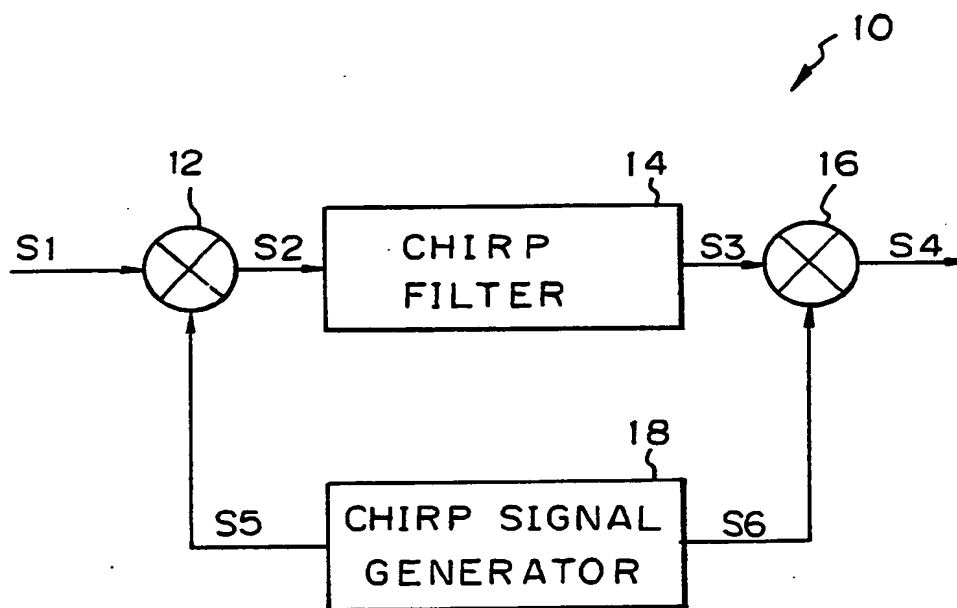 10
12
14
16
S1
S2
CHIRP
FILTER
S3
S4
18
S5
CHIRP SIGNAL
GENERATOR
S6